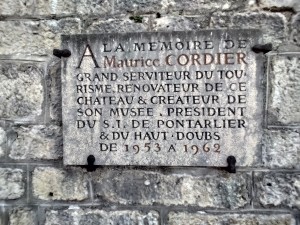 A LA MEMOIRE DE
Maurice CORDIER
GRAND SERVITEUR DU TOU-
RISME, RENOVATEUR DE CE
CHATEAU & CREATEUR DE
SON MUSEE, PRESIDENT
DU S.I. DE PONTARLIER
& DU HAUT-DOUBS
DE 1953 A 1962